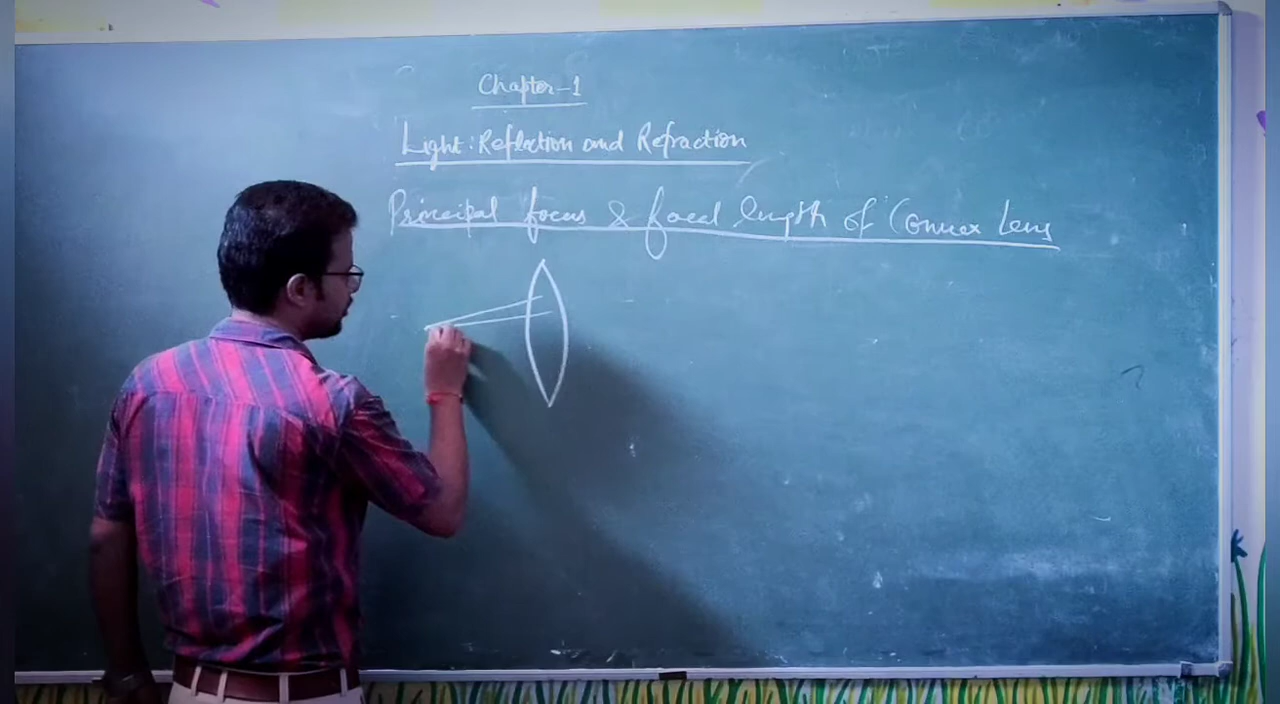 Chapter-1
Light: Reflection and Refraction
Principal focus & focal length of Convex Lens